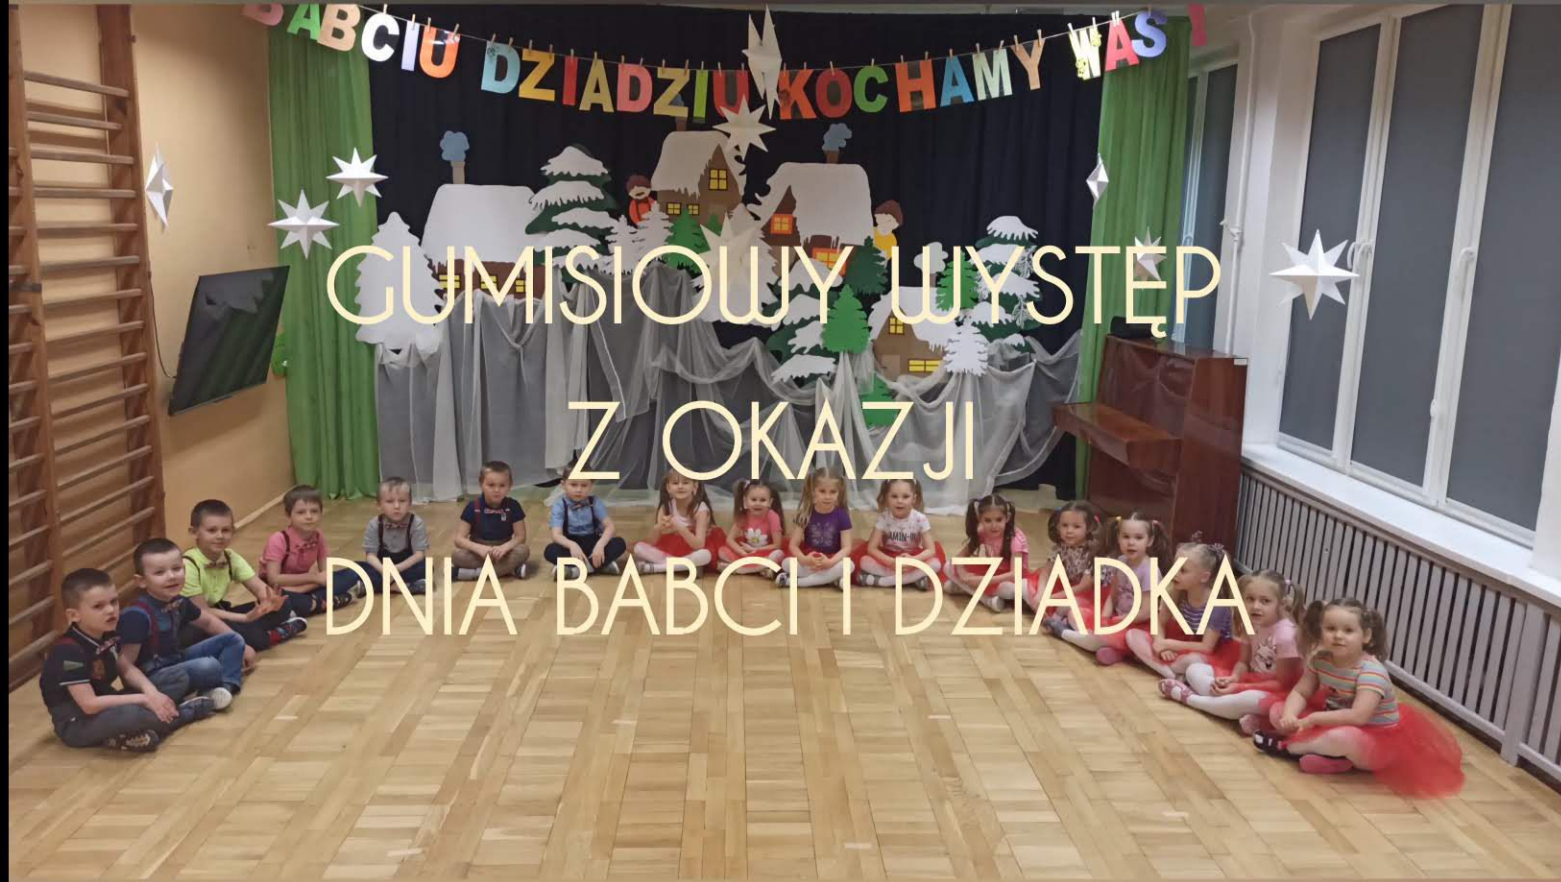 BABCIU DZIADZIU KOCHAMY WAS !
GUMISIOWY WYSTĘP
Z OKAZJI
DNIA BABCI I DZIADKA